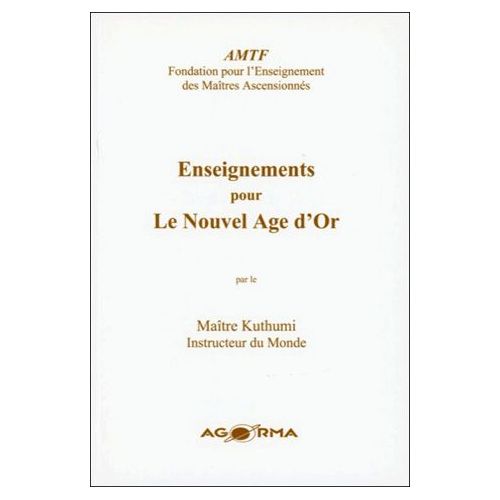 AMTF
Fondation pour l'Enseignement
des Maîtres Ascensionnés
Enseignements
pour
Le Nouvel Age d'Or
par le
Maître Kuthumi
Instructeur du Monde
AGORMA